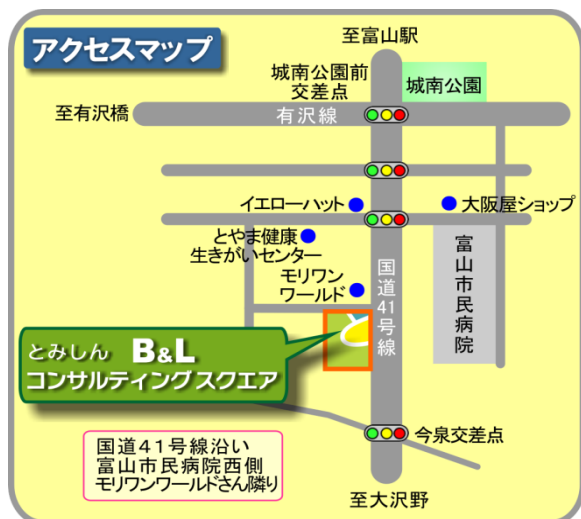 アクセスマップ
至富山駅
城南公園前
交差点
城南公園
至有沢橋
有沢線
イエローハット
大阪屋ショップ
とやま健康
生きがいセンター
モリワン
ワールド
国道41号線
富山市民病院
とみしん B&L
コンサルティングスクエア
今泉交差点
国道41号線沿い
富山市民病院西側
モリワンワールドさん隣り
至大沢野